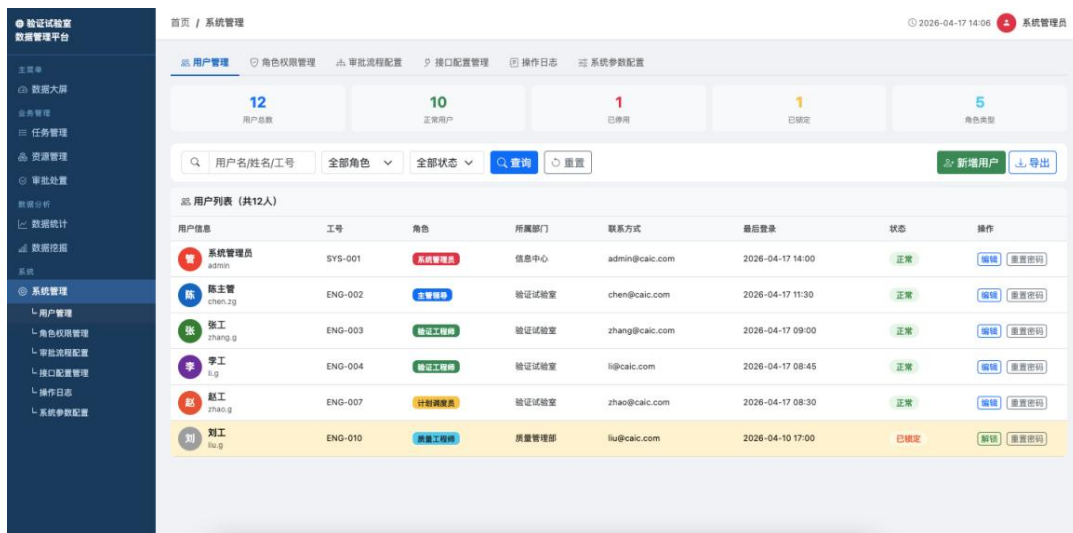 验证试验室
数据管理平台
首页 / 系统管理
2026-04-17 14:06 系统管理员
主菜单
数据大屏
业务管理
任务管理
资源管理
审批处置
数据分析
数据统计
数据挖掘
系统
系统管理
└ 用户管理
└ 角色权限管理
└ 审批流程配置
└ 接口配置管理
└ 操作日志
└ 系统参数配置
用户管理 角色权限管理 审批流程配置 接口配置管理 操作日志 系统参数配置
12 10 1 1 5
用户总数 正常用户 已停用 已锁定 角色类型
用户名/姓名/工号 全部角色 全部状态 查询 重置 新增用户 导出
用户列表（共12人）
用户信息 工号 角色 所属部门 联系方式 最后登录 状态 操作
管 系统管理员 SYS-001 系统管理员 信息中心 admin@caic.com 2026-04-17 14:00 正常 编辑 重置密码
admin
陈 陈主管 ENG-002 主管领导 验证试验室 chen@caic.com 2026-04-17 11:30 正常 编辑 重置密码
chen.zg
张 张工 ENG-003 验证工程师 验证试验室 zhang@caic.com 2026-04-17 09:00 正常 编辑 重置密码
zhang.g
李 李工 ENG-004 验证工程师 验证试验室 li@caic.com 2026-04-17 08:45 正常 编辑 重置密码
li.g
赵 赵工 ENG-007 计划调度员 验证试验室 zhao@caic.com 2026-04-17 08:30 正常 编辑 重置密码
zhao.g
刘 刘工 ENG-010 质量工程师 质量管理部 liu@caic.com 2026-04-10 17:00 已锁定 解锁 重置密码
liu.g